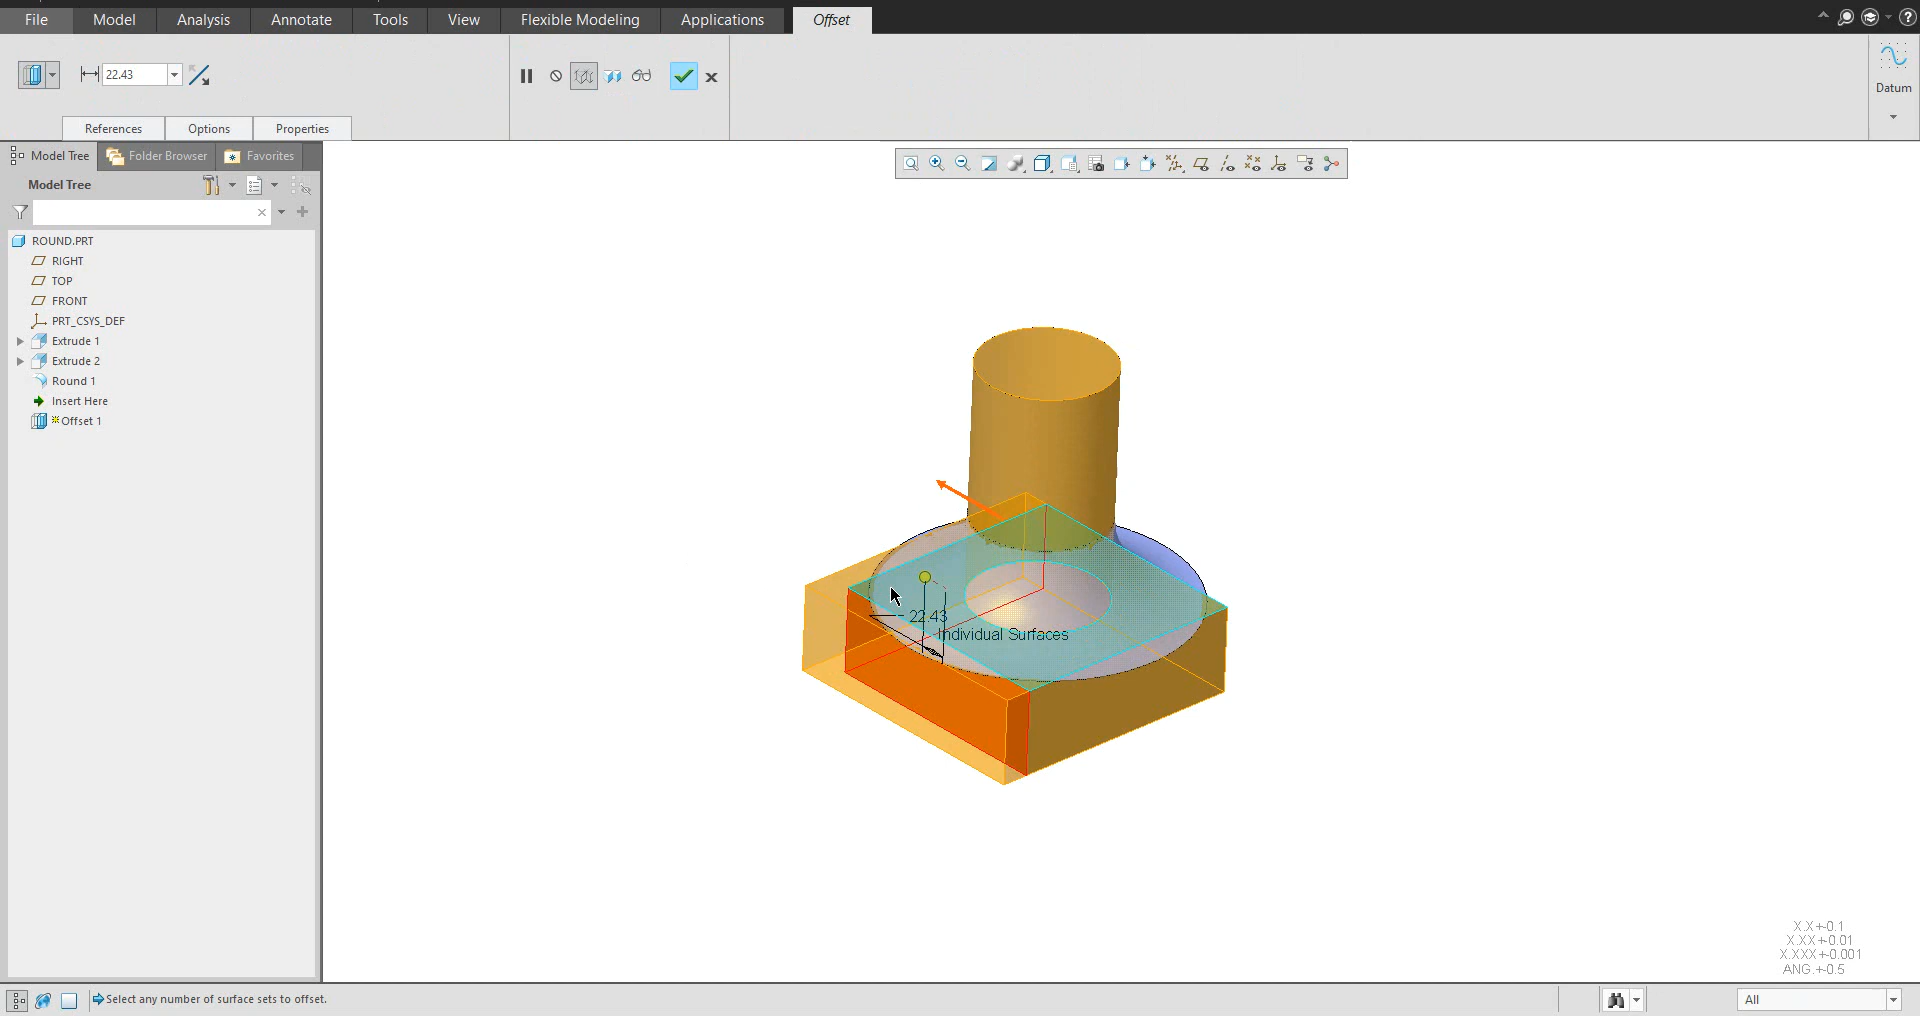 File Model Analysis Annotate Tools View Flexible Modeling Applications Offset
22.43
Datum
References Options Properties
Model Tree Folder Browser Favorites
Model Tree
ROUND.PRT
RIGHT
TOP
FRONT
PRT_CSYS_DEF
Extrude 1
Extrude 2
Round 1
Insert Here
Offset 1
22.43
Individual Surfaces
X.X+-0.1
X.XX+-0.01
X.XXX+-0.001
ANG.+-0.5
Select any number of surface sets to offset.
All